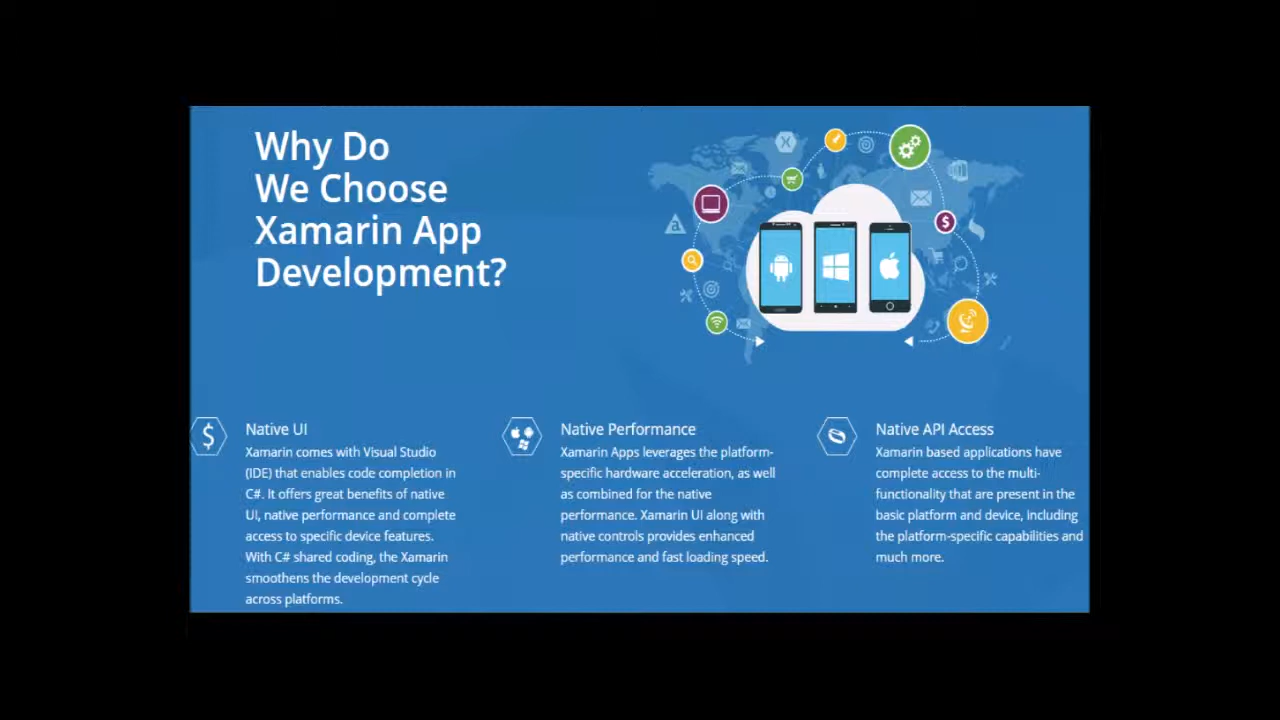 Why Do
We Choose
Xamarin App
Development?
Native UI
Xamarin comes with Visual Studio
(IDE) that enables code completion in
C#. It offers great benefits of native
UI, native performance and complete
access to specific device features.
With C# shared coding, the Xamarin
smoothens the development cycle
across platforms.
Native Performance
Xamarin Apps leverages the platform-
specific hardware acceleration, as well
as combined for the native
performance. Xamarin UI along with
native controls provides enhanced
performance and fast loading speed.
Native API Access
Xamarin based applications have
complete access to the multi-
functionality that are present in the
basic platform and device, including
the platform-specific capabilities and
much more.